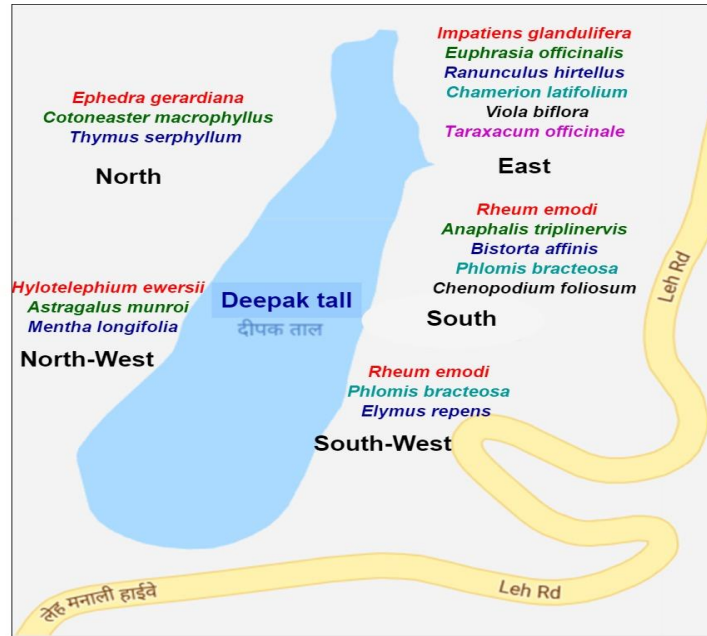 Impatiens glandulifera
Euphrasia officinalis
Ranunculus hirtellus
Chamerion latifolium
Viola biflora
Taraxacum officinale
East
Ephedra gerardiana
Cotoneaster macrophyllus
Thymus serphyllum
North
Rheum emodi
Anaphalis triplinervis
Bistorta affinis
Phlomis bracteosa
Chenopodium foliosum
South
Leh Rd
Hylotelephium ewersii
Astragalus munroi
Mentha longifolia
North-West
Deepak tall
दीपक ताल
Rheum emodi
Phlomis bracteosa
Elymus repens
South-West
लेह मनाली हाईवे
Leh Rd